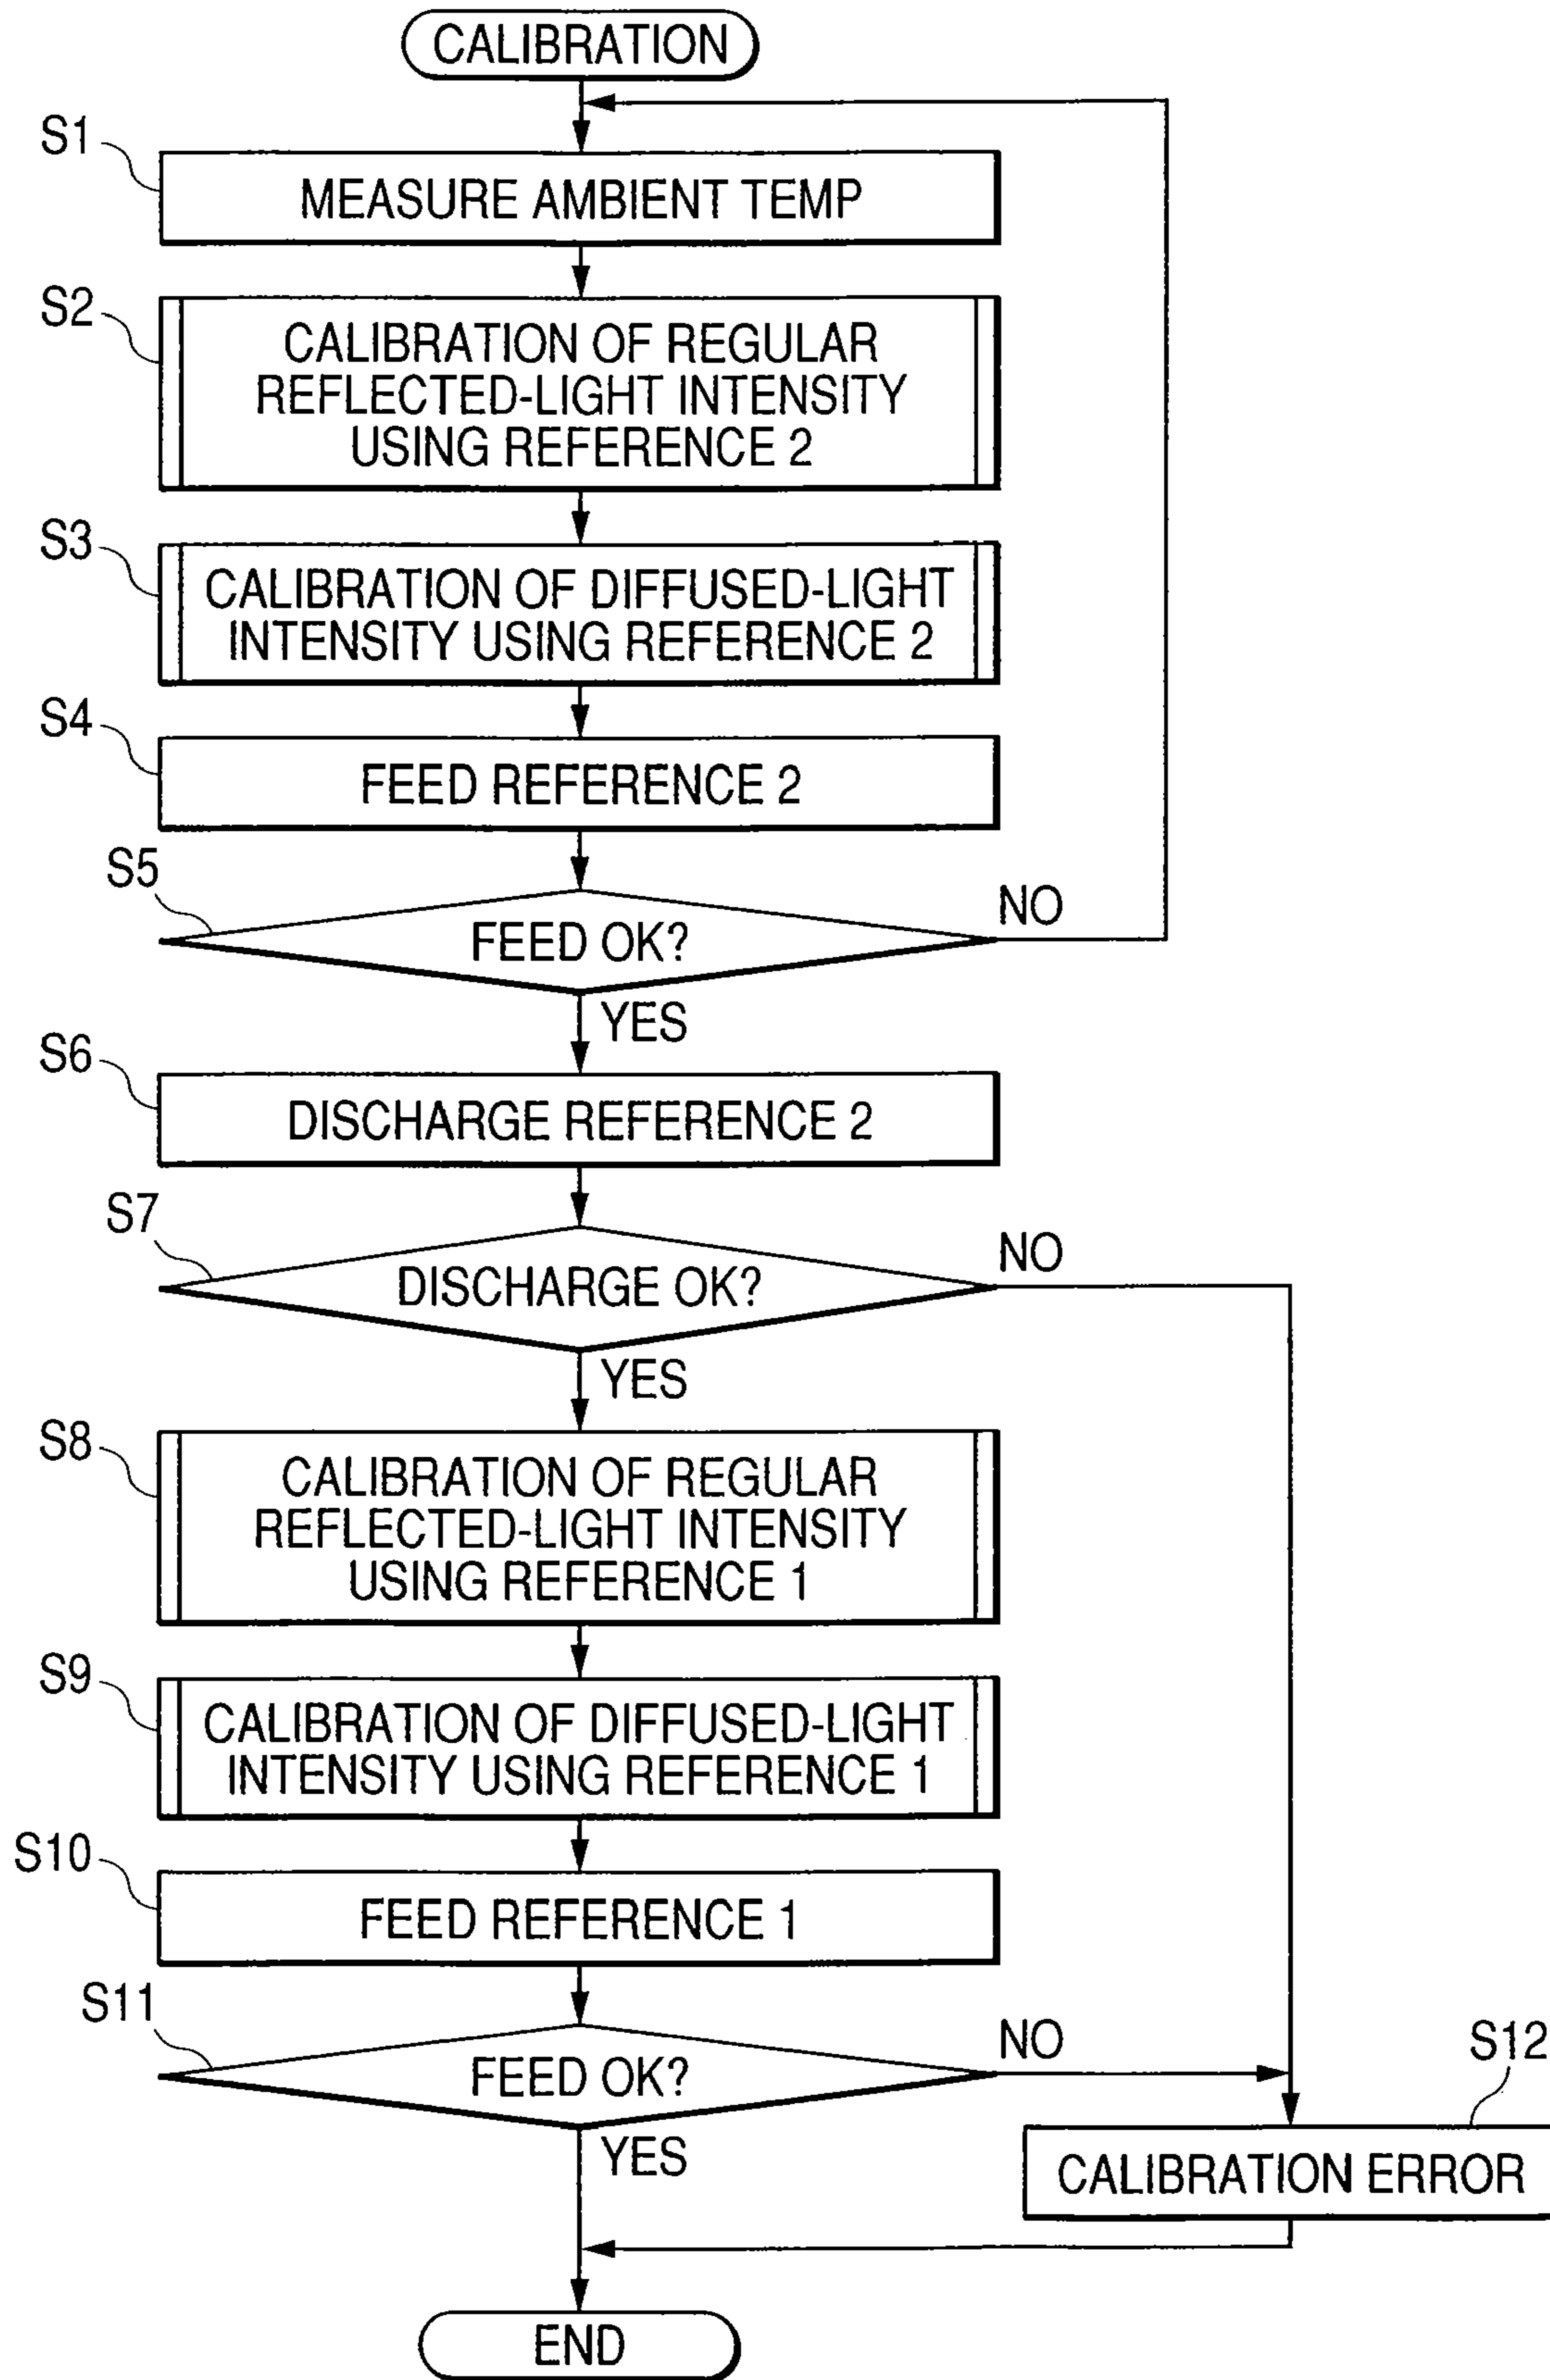 CALIBRATION
S1
MEASURE AMBIENT TEMP
S2
CALIBRATION OF REGULAR
REFLECTED-LIGHT INTENSITY
USING REFERENCE 2
S3
CALIBRATION OF DIFFUSED-LIGHT
INTENSITY USING REFERENCE 2
S4
FEED REFERENCE 2
S5
FEED OK?
NO
YES
S6
DISCHARGE REFERENCE 2
S7
DISCHARGE OK?
NO
YES
S8
CALIBRATION OF REGULAR
REFLECTED-LIGHT INTENSITY
USING REFERENCE 1
S9
CALIBRATION OF DIFFUSED-LIGHT
INTENSITY USING REFERENCE 1
S10
FEED REFERENCE 1
S11
FEED OK?
NO
YES
S12
CALIBRATION ERROR
END